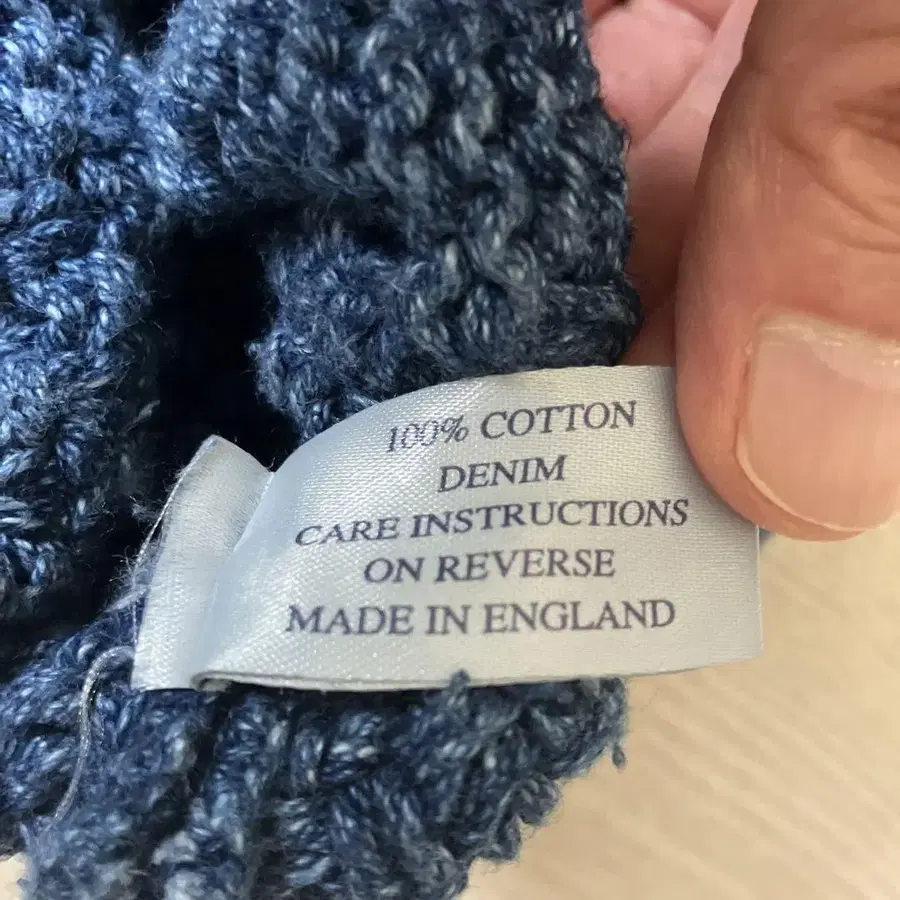 100% COTTON
DENIM
CARE INSTRUCTIONS
ON REVERSE
MADE IN ENGLAND